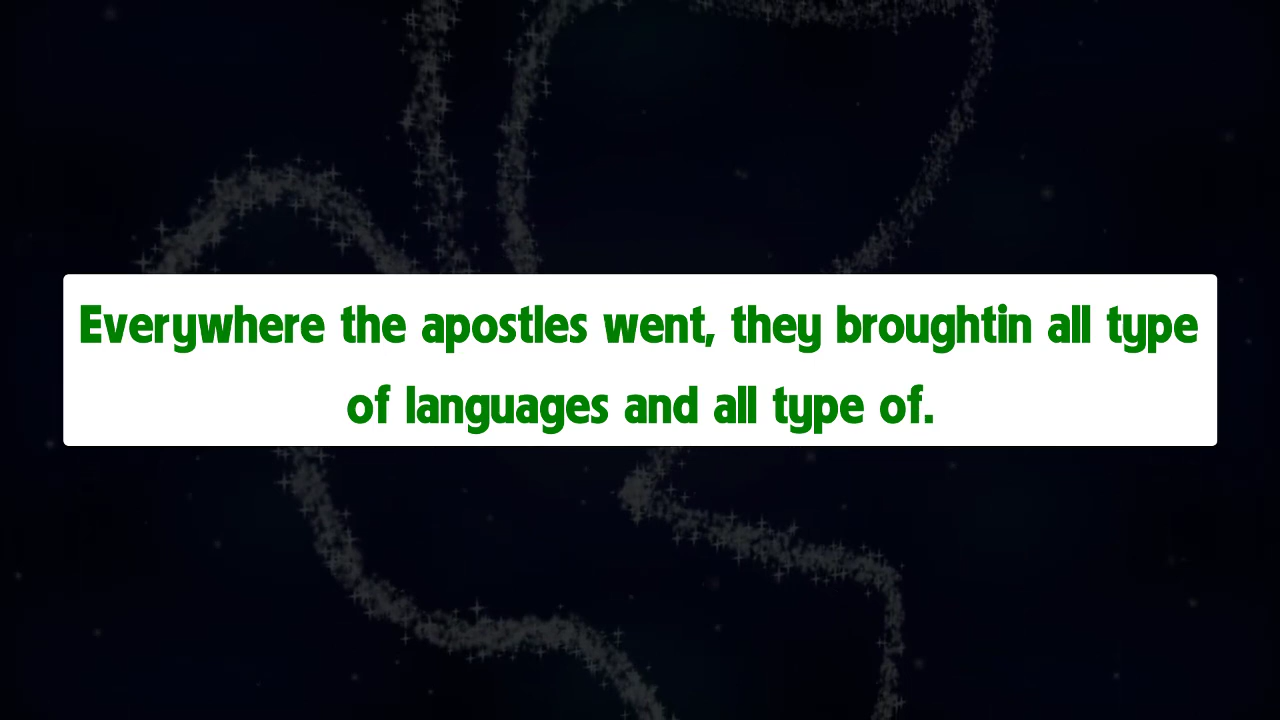 Everywhere the apostles went, they broughtin all type
of languages and all type of.